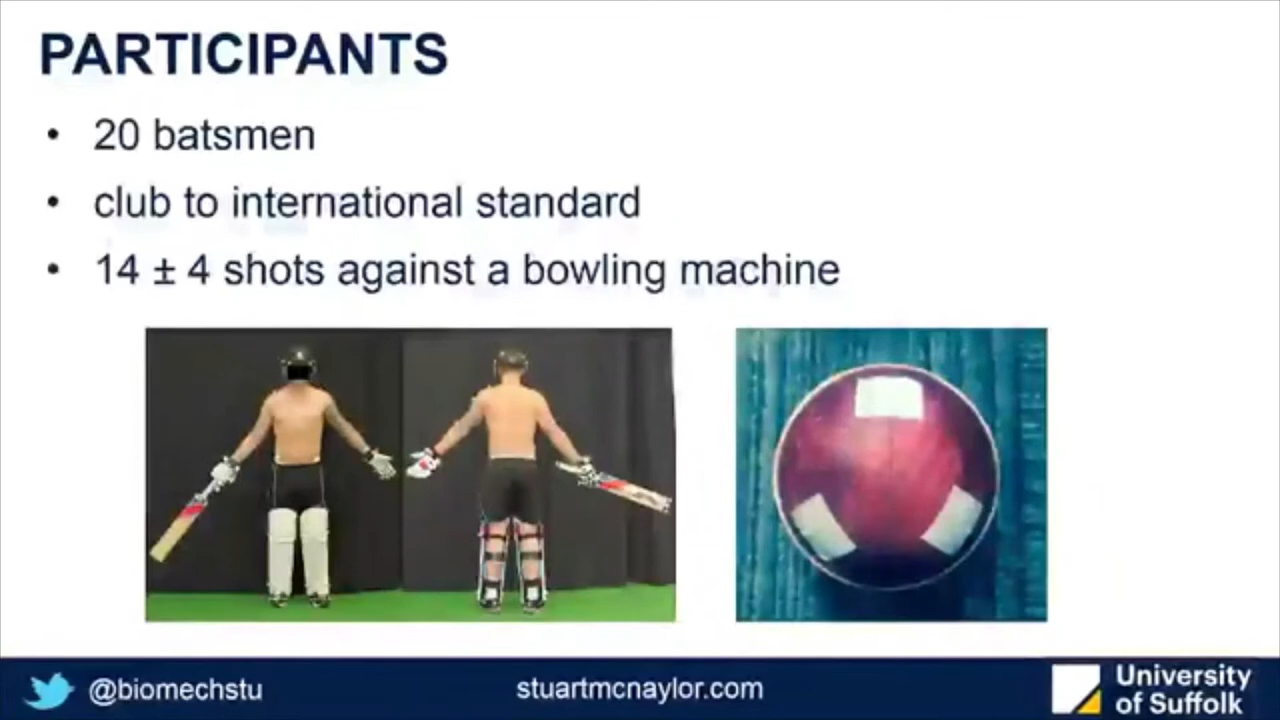 PARTICIPANTS
• 20 batsmen
• club to international standard
• 14 ± 4 shots against a bowling machine
@biomechstu
stuartmcnaylor.com
University
of Suffolk